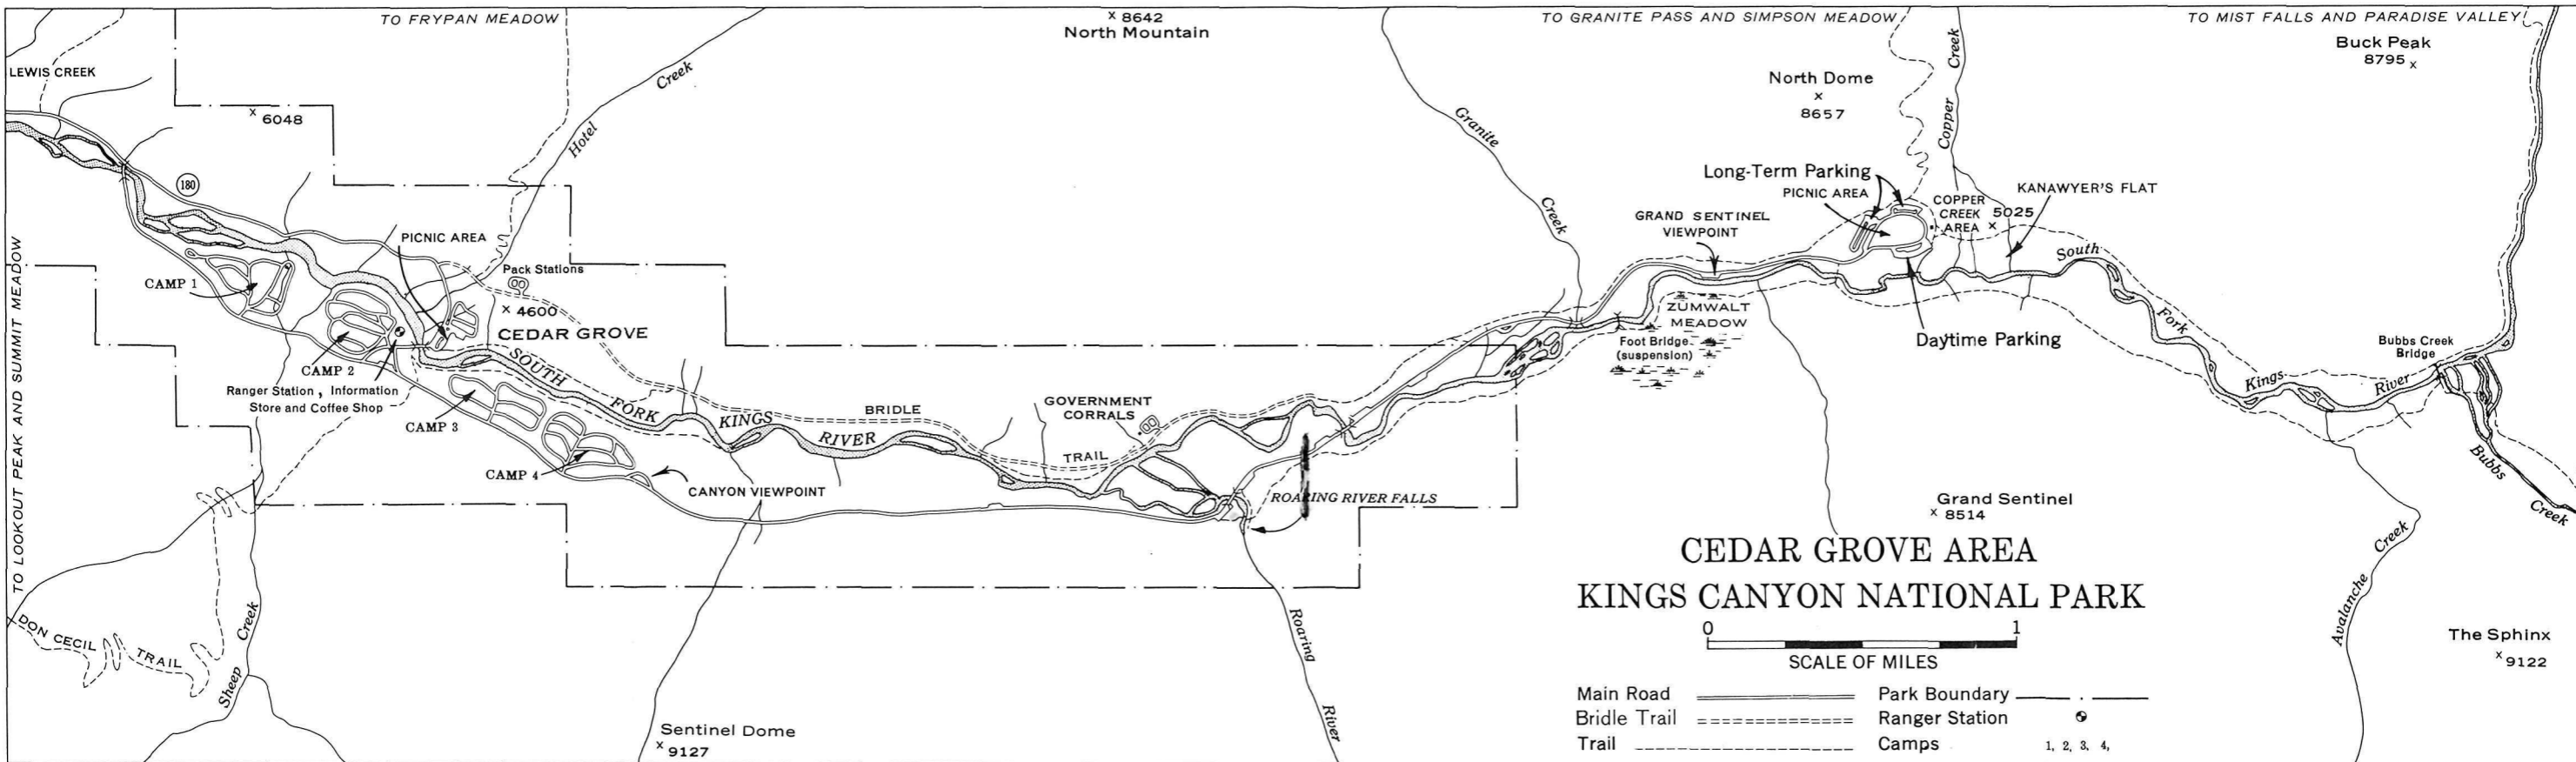 TO FRYPAN MEADOW
x 8642
North Mountain
TO GRANITE PASS AND SIMPSON MEADOW
TO MIST FALLS AND PARADISE VALLEY
Buck Peak
8795 x
LEWIS CREEK
Hotel Creek
x 6048
Granite Creek
North Dome
x
8657
Copper Creek
180
Long-Term Parking
PICNIC AREA
COPPER
CREEK
AREA
5025
x
KANAWYER'S FLAT
GRAND SENTINEL
VIEWPOINT
PICNIC AREA
Pack Stations
CAMP 1
x 4600
CEDAR GROVE
TO LOOKOUT PEAK AND SUMMIT MEADOW
ZUMWALT
MEADOW
Foot Bridge
(suspension)
Daytime Parking
South Fork Kings River
Bubbs Creek
Bridge
CAMP 2
Ranger Station , Information
Store and Coffee Shop
SOUTH FORK KINGS RIVER
BRIDLE TRAIL
GOVERNMENT
CORRALS
CAMP 3
CAMP 4
CANYON VIEWPOINT
ROARING RIVER FALLS
Bubbs Creek
Grand Sentinel
x 8514
CEDAR GROVE AREA
KINGS CANYON NATIONAL PARK
0 1
SCALE OF MILES
Avalanche Creek
The Sphinx
x 9122
DON CECIL TRAIL
Sheep Creek
Roaring River
Sentinel Dome
x 9127
Main Road
Park Boundary
Bridle Trail
Ranger Station
Trail
Camps 1, 2, 3, 4,